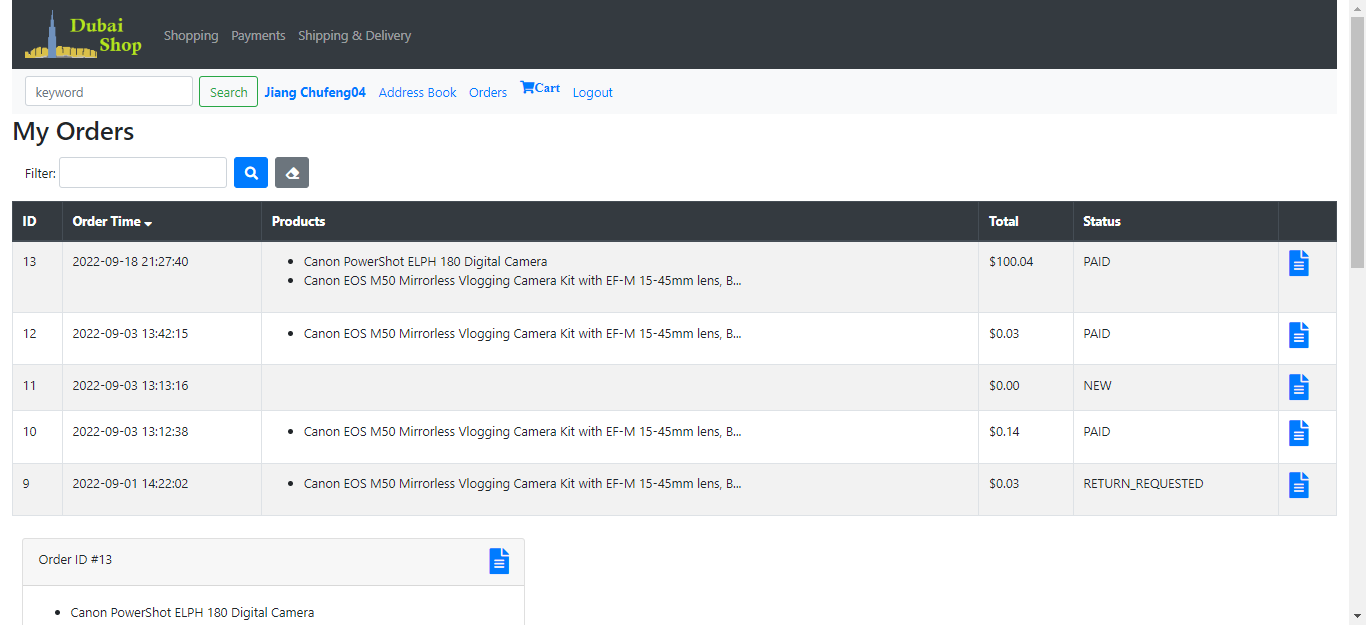 Dubai
Shop
Shopping Payments Shipping & Delivery
keyword Search Jiang Chufeng04 Address Book Orders Cart Logout
My Orders
Filter:
ID Order Time Products Total Status
13 2022-09-18 21:27:40 • Canon PowerShot ELPH 180 Digital Camera $100.04 PAID
• Canon EOS M50 Mirrorless Vlogging Camera Kit with EF-M 15-45mm lens, B...
12 2022-09-03 13:42:15 • Canon EOS M50 Mirrorless Vlogging Camera Kit with EF-M 15-45mm lens, B... $0.03 PAID
11 2022-09-03 13:13:16 $0.00 NEW
10 2022-09-03 13:12:38 • Canon EOS M50 Mirrorless Vlogging Camera Kit with EF-M 15-45mm lens, B... $0.14 PAID
9 2022-09-01 14:22:02 • Canon EOS M50 Mirrorless Vlogging Camera Kit with EF-M 15-45mm lens, B... $0.03 RETURN_REQUESTED
Order ID #13
• Canon PowerShot ELPH 180 Digital Camera